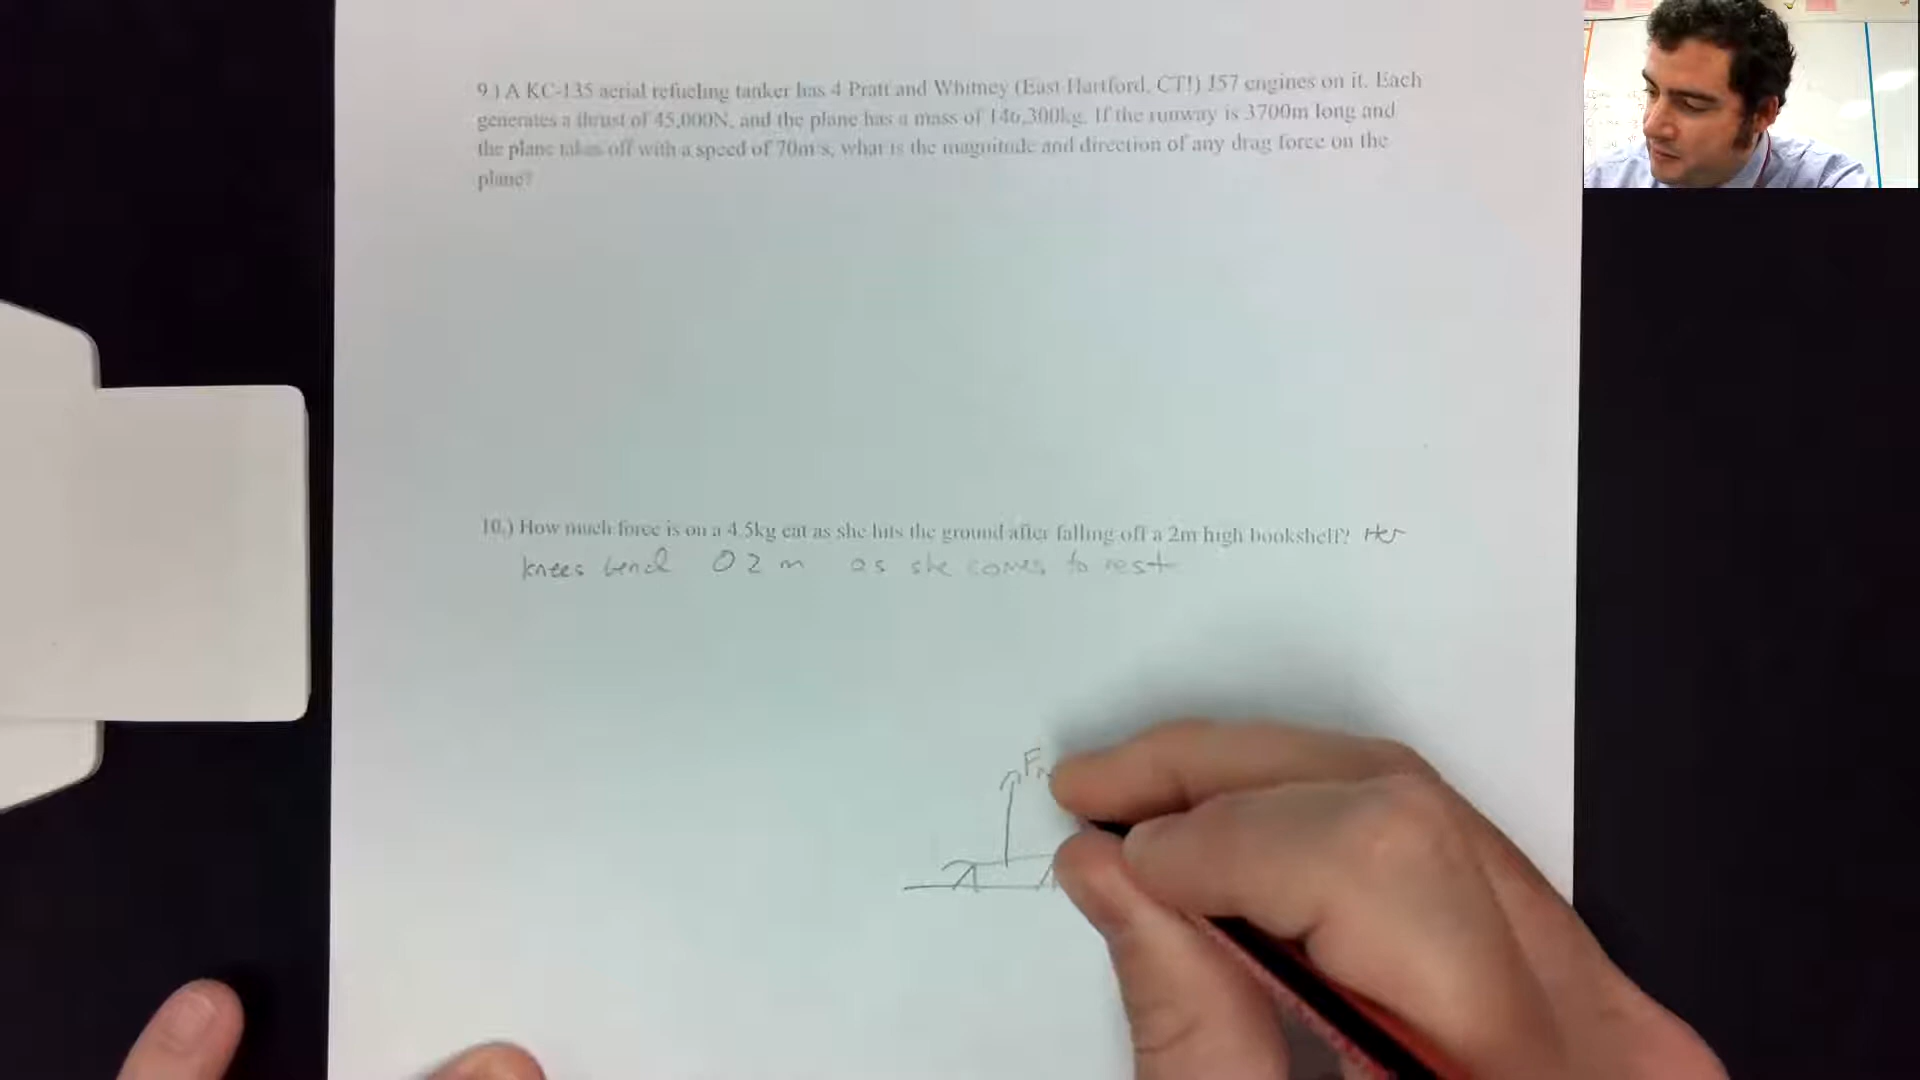 9.) A KC-135 aerial refueling tanker has 4 Pratt and Whitney (East Hartford, CT!) J57 engines on it. Each
generates a thrust of 45,000N, and the plane has a mass of 146,300kg. If the runway is 3700m long and
the plane takes off with a speed of 70m/s, what is the magnitude and direction of any drag force on the
plane?
10.) How much force is on a 4.5kg cat as she hits the ground after falling off a 2m high bookshelf? Her
knees bend 0.2 m as she comes to rest